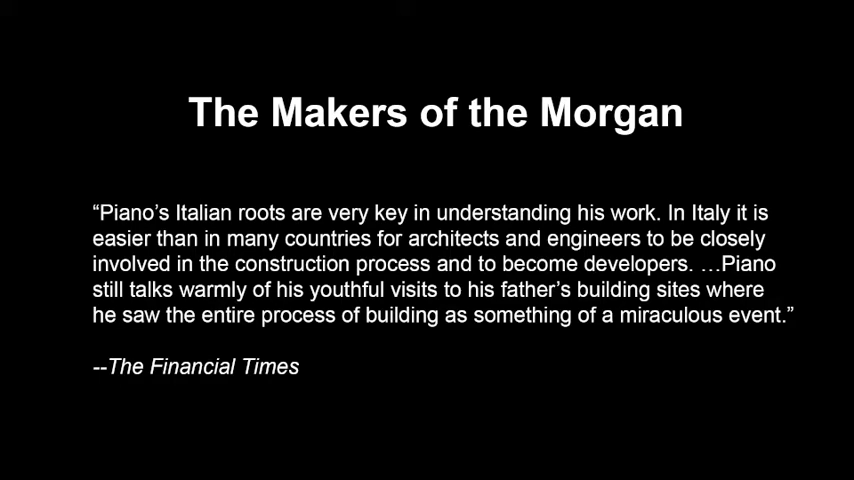 The Makers of the Morgan
“Piano’s Italian roots are very key in understanding his work. In Italy it is
easier than in many countries for architects and engineers to be closely
involved in the construction process and to become developers. …Piano
still talks warmly of his youthful visits to his father’s building sites where
he saw the entire process of building as something of a miraculous event.”
--The Financial Times